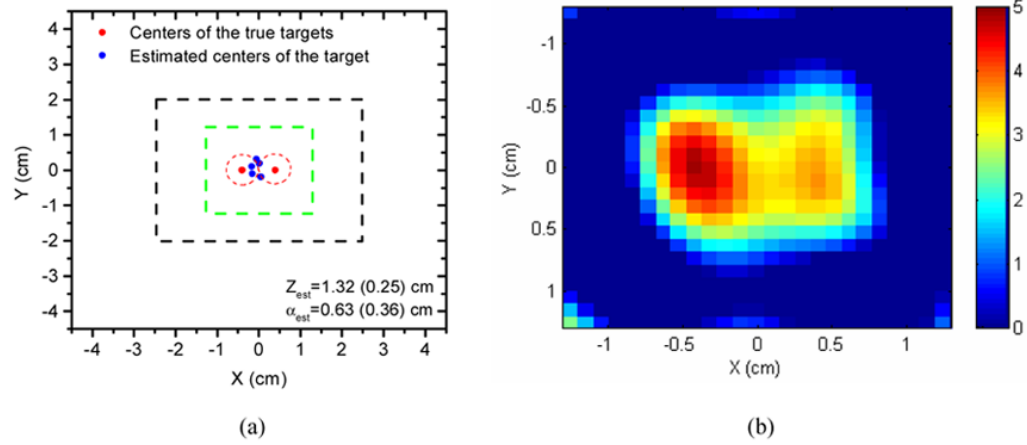 4
3
2
1
0
-1
-2
-3
-4
Y (cm)
Centers of the true targets
Estimated centers of the target
Zest=1.32 (0.25) cm
αest=0.63 (0.36) cm
-4 -3 -2 -1 0 1 2 3 4
X (cm)
(a)
-1
-0.5
0
0.5
1
Y (cm)
-1 -0.5 0 0.5 1
X (cm)
5
4
3
2
1
0
(b)